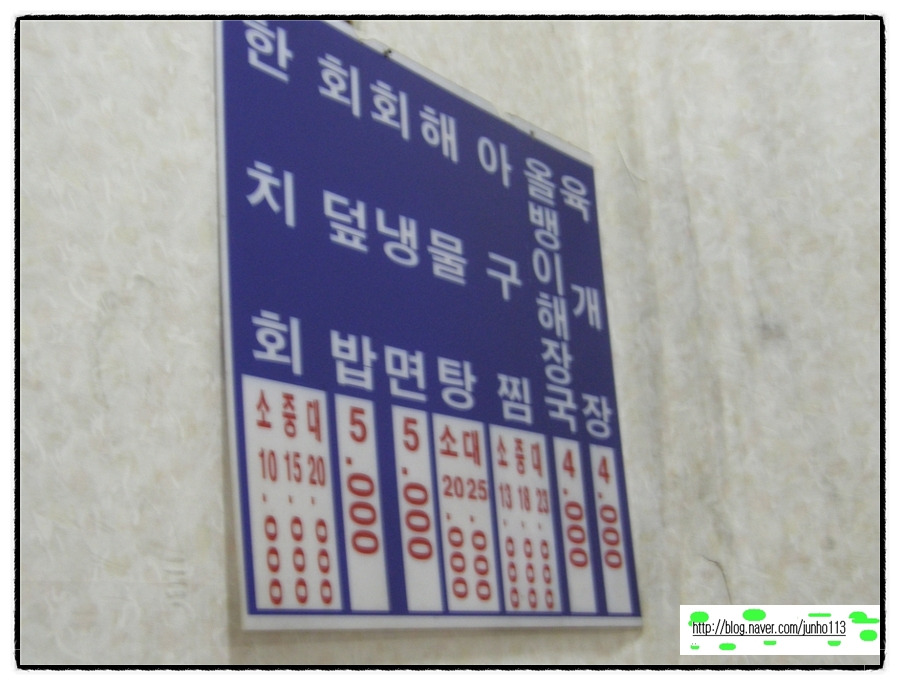 한치회
소 10.000
중 15.000
대 20.000
회덮밥
5.000
회냉면
5.000
해물탕
소 20.000
대 25.000
아구찜
소 13.000
중 18.000
대 23.000
올뱅이해장국
4.000
육개장
4.000
http://blog.naver.com/junho113